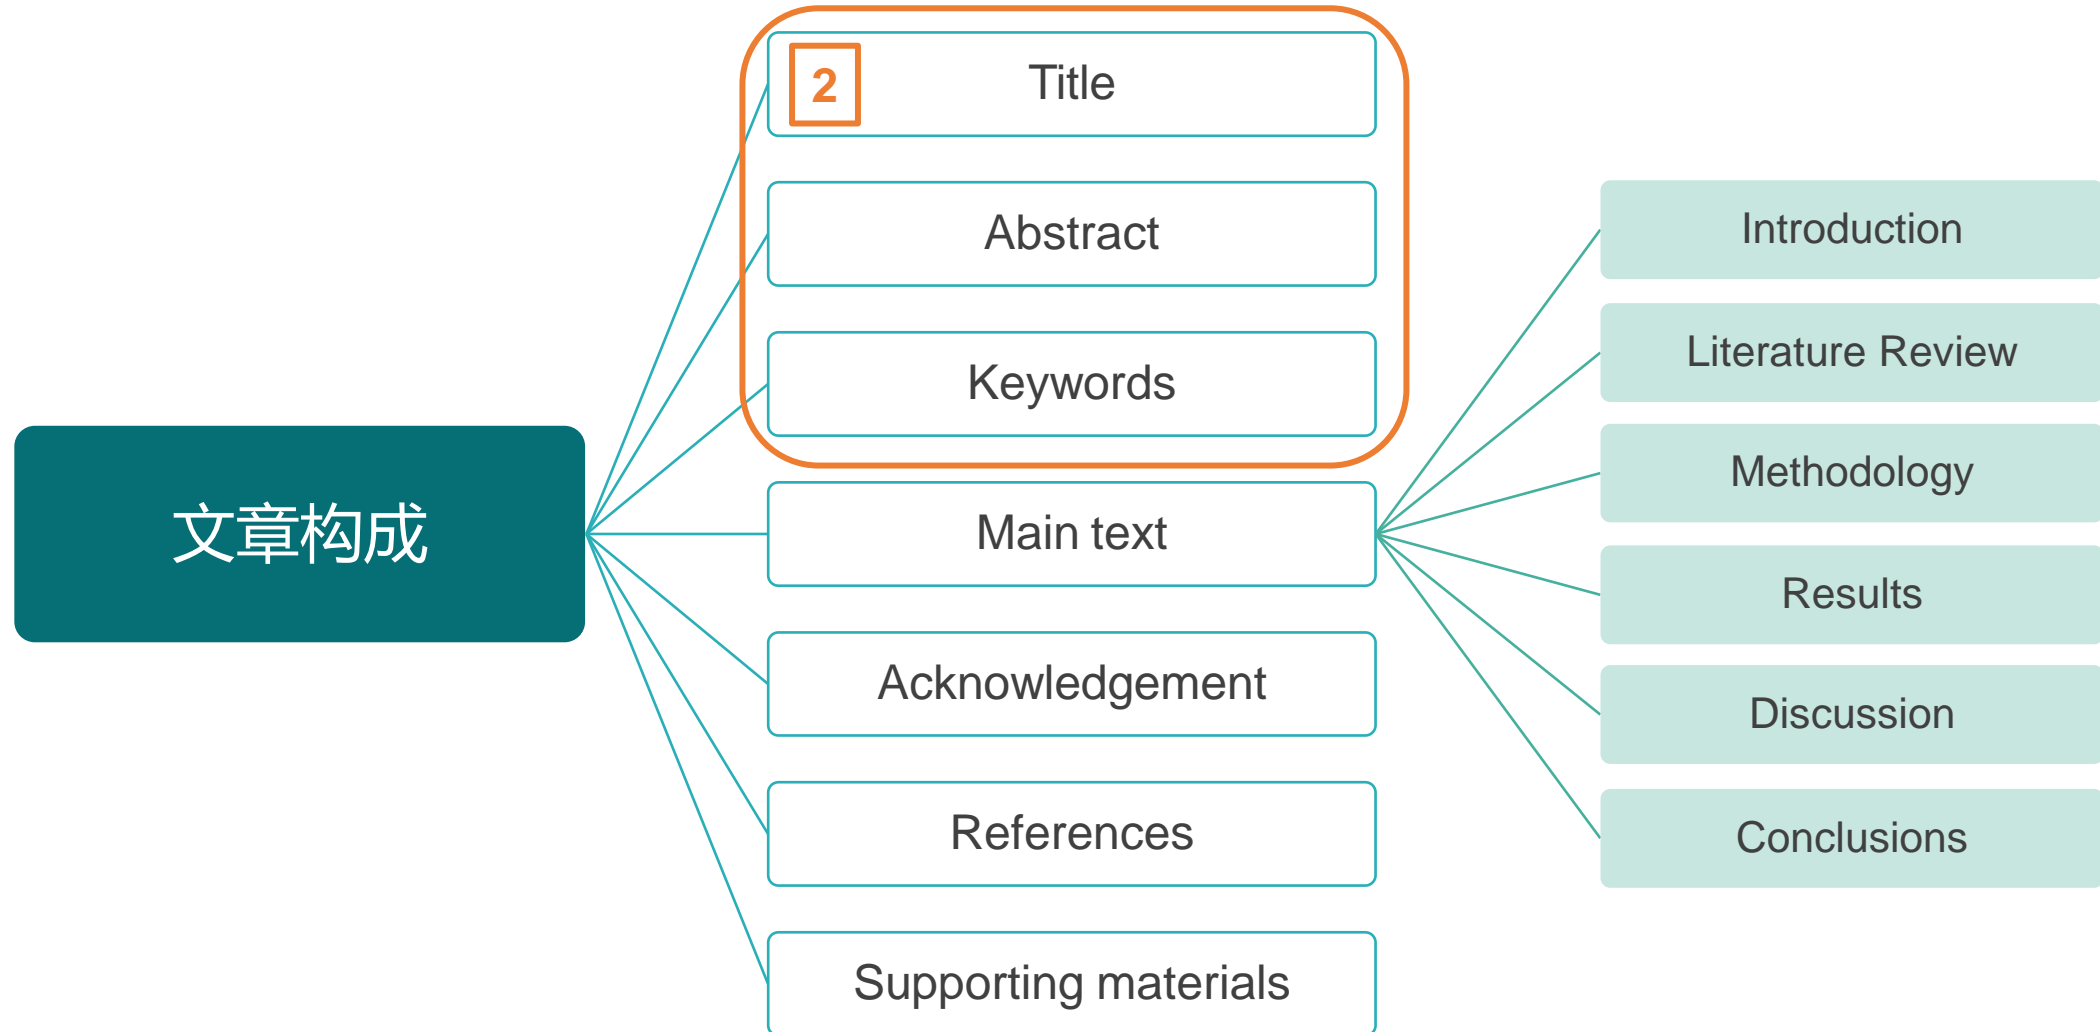 文章构成
2
Title
Abstract
Keywords
Main text
Acknowledgement
References
Supporting materials
Introduction
Literature Review
Methodology
Results
Discussion
Conclusions